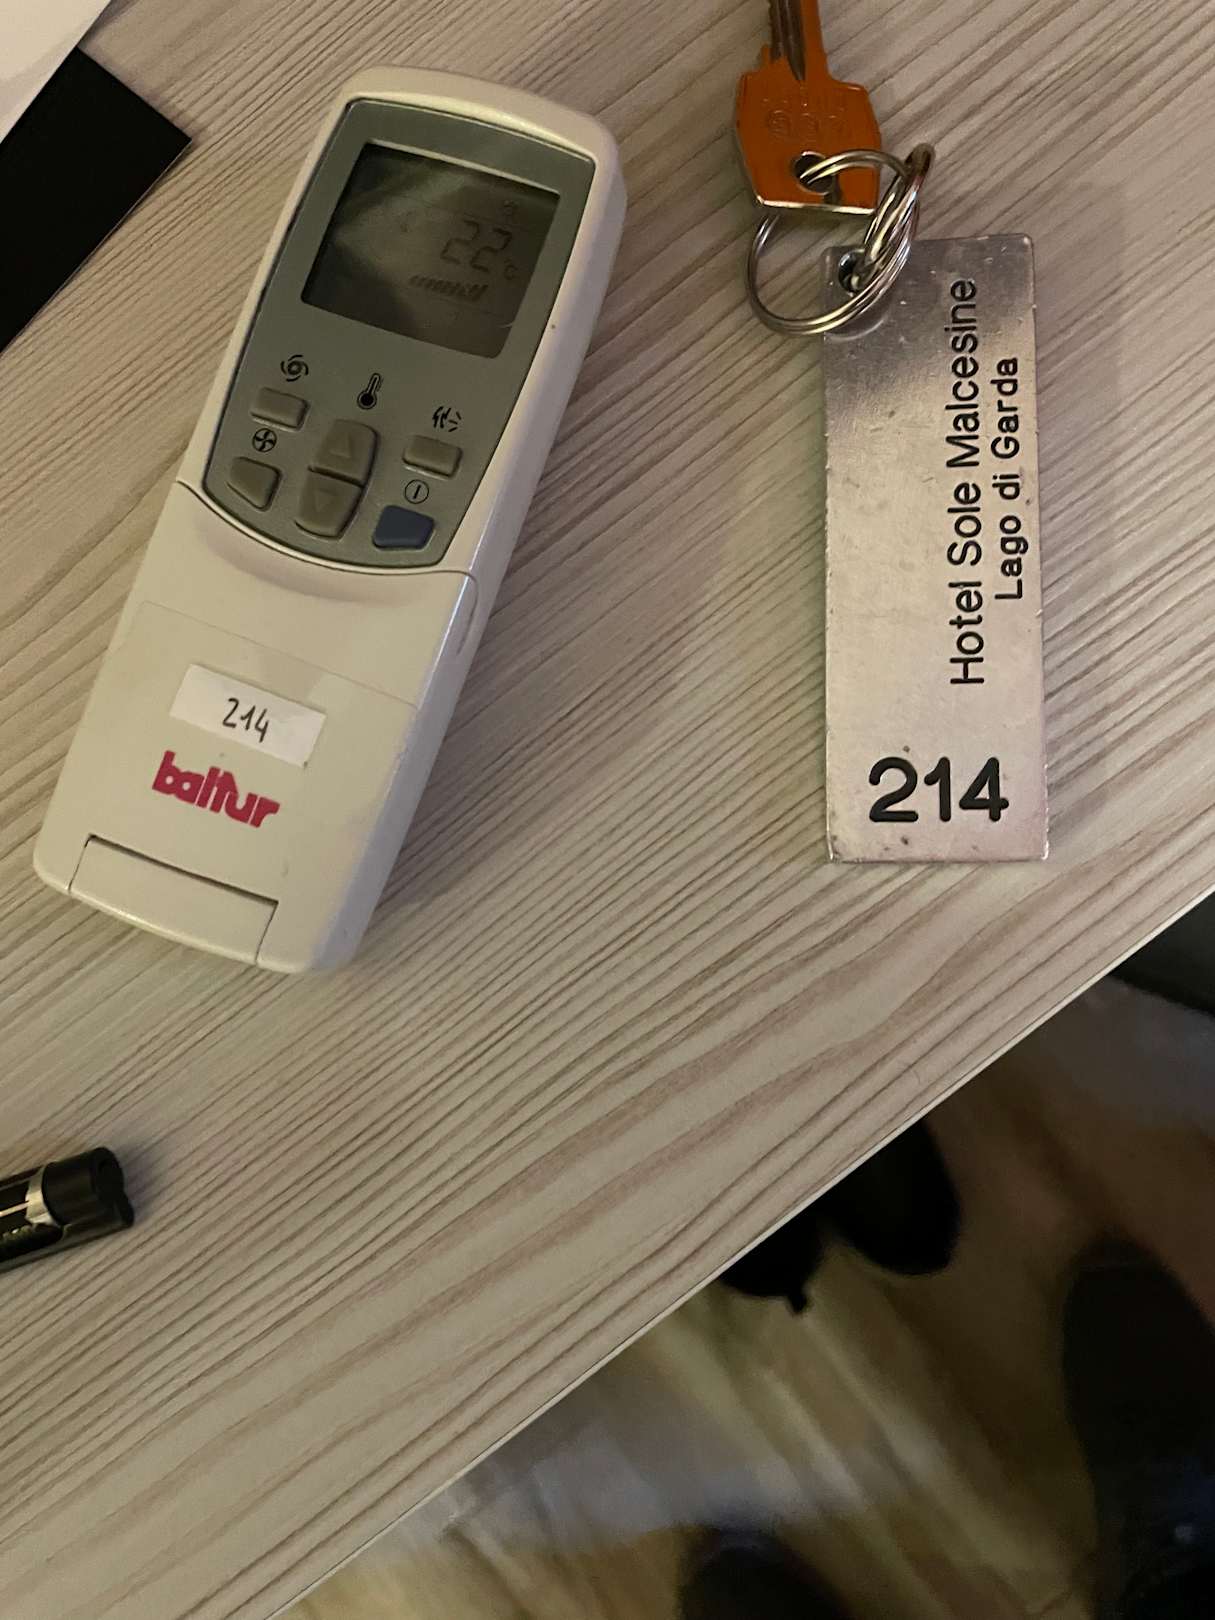 22 °C
214
baltur
Hotel Sole Malcesine
Lago di Garda
214